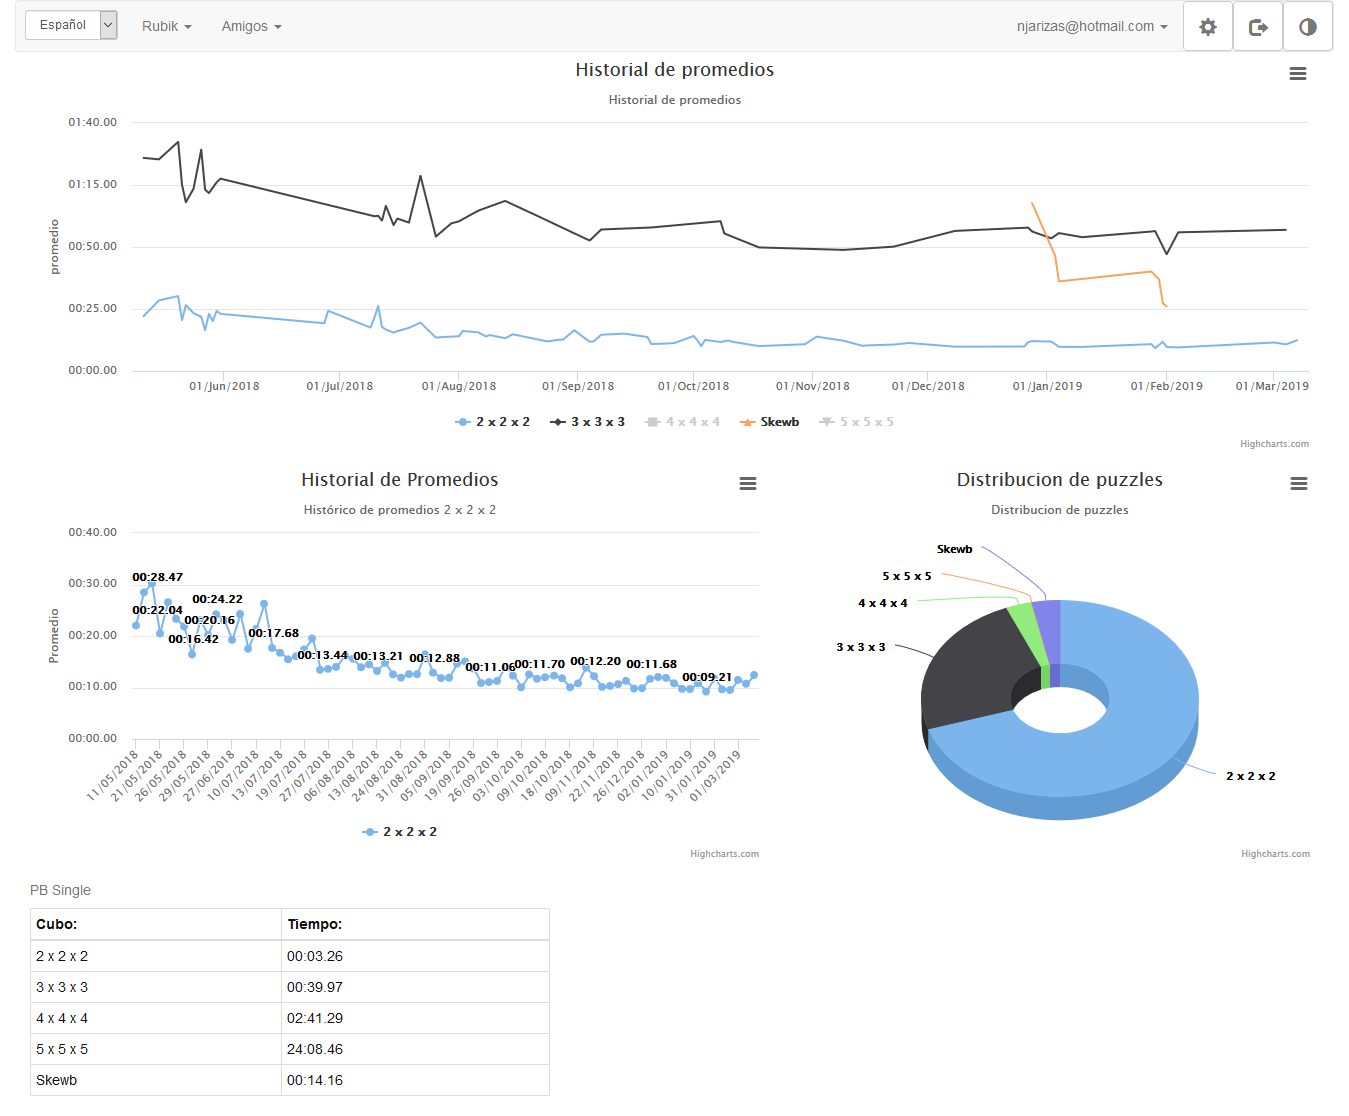 Español Rubik Amigos njarizas@hotmail.com
Historial de promedios
Historial de promedios
01:40.00
01:15.00
00:50.00
00:25.00
00:00.00
promedio
01/Jun/2018 01/Jul/2018 01/Aug/2018 01/Sep/2018 01/Oct/2018 01/Nov/2018 01/Dec/2018 01/Jan/2019 01/Feb/2019 01/Mar/2019
2 x 2 x 2 3 x 3 x 3 4 x 4 x 4 Skewb 5 x 5 x 5
Highcharts.com
Historial de Promedios
Histórico de promedios 2 x 2 x 2
00:40.00
00:30.00
00:20.00
00:10.00
00:00.00
Promedio
00:28.47
00:22.04
00:16.42
00:20.16
00:24.22
00:17.68
00:13.44
00:13.21
00:12.88
00:11.06
00:11.70
00:12.20
00:11.68
00:09.21
11/05/2018 21/05/2018 26/05/2018 29/05/2018 27/06/2018 10/07/2018 13/07/2018 19/07/2018 27/07/2018 06/08/2018 13/08/2018 24/08/2018 31/08/2018 05/09/2018 19/09/2018 26/09/2018 03/10/2018 10/10/2018 18/10/2018 09/11/2018 22/11/2018 26/12/2018 02/01/2019 10/01/2019 31/01/2019 01/03/2019
2 x 2 x 2
Highcharts.com
Distribucion de puzzles
Distribucion de puzzles
Skewb
5 x 5 x 5
4 x 4 x 4
3 x 3 x 3
2 x 2 x 2
Highcharts.com
PB Single
Cubo: Tiempo:
2 x 2 x 2 00:03.26
3 x 3 x 3 00:39.97
4 x 4 x 4 02:41.29
5 x 5 x 5 24:08.46
Skewb 00:14.16